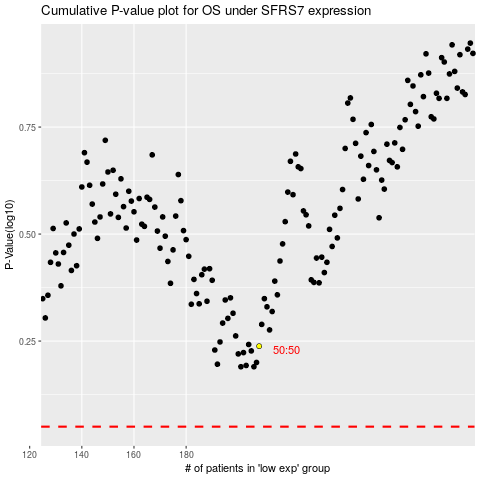 Cumulative P-value plot for OS under SFRS7 expression
P-Value(log10)
0.75
0.50
0.25
50:50
120 140 160 180
# of patients in 'low exp' group